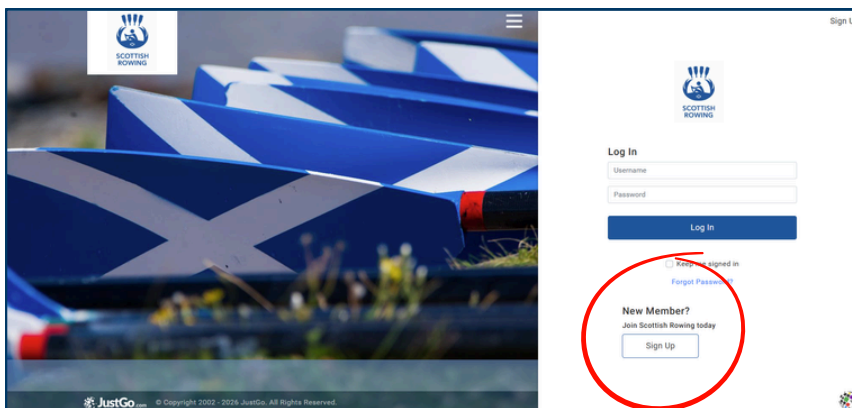 SCOTTISH
ROWING
Sign U
SCOTTISH
ROWING
Log In
Username
Password
Log In
Keep me signed in
Forgot Password?
New Member?
Join Scottish Rowing today
Sign Up
JustGo.com © Copyright 2002 - 2026 JustGo. All Rights Reserved.